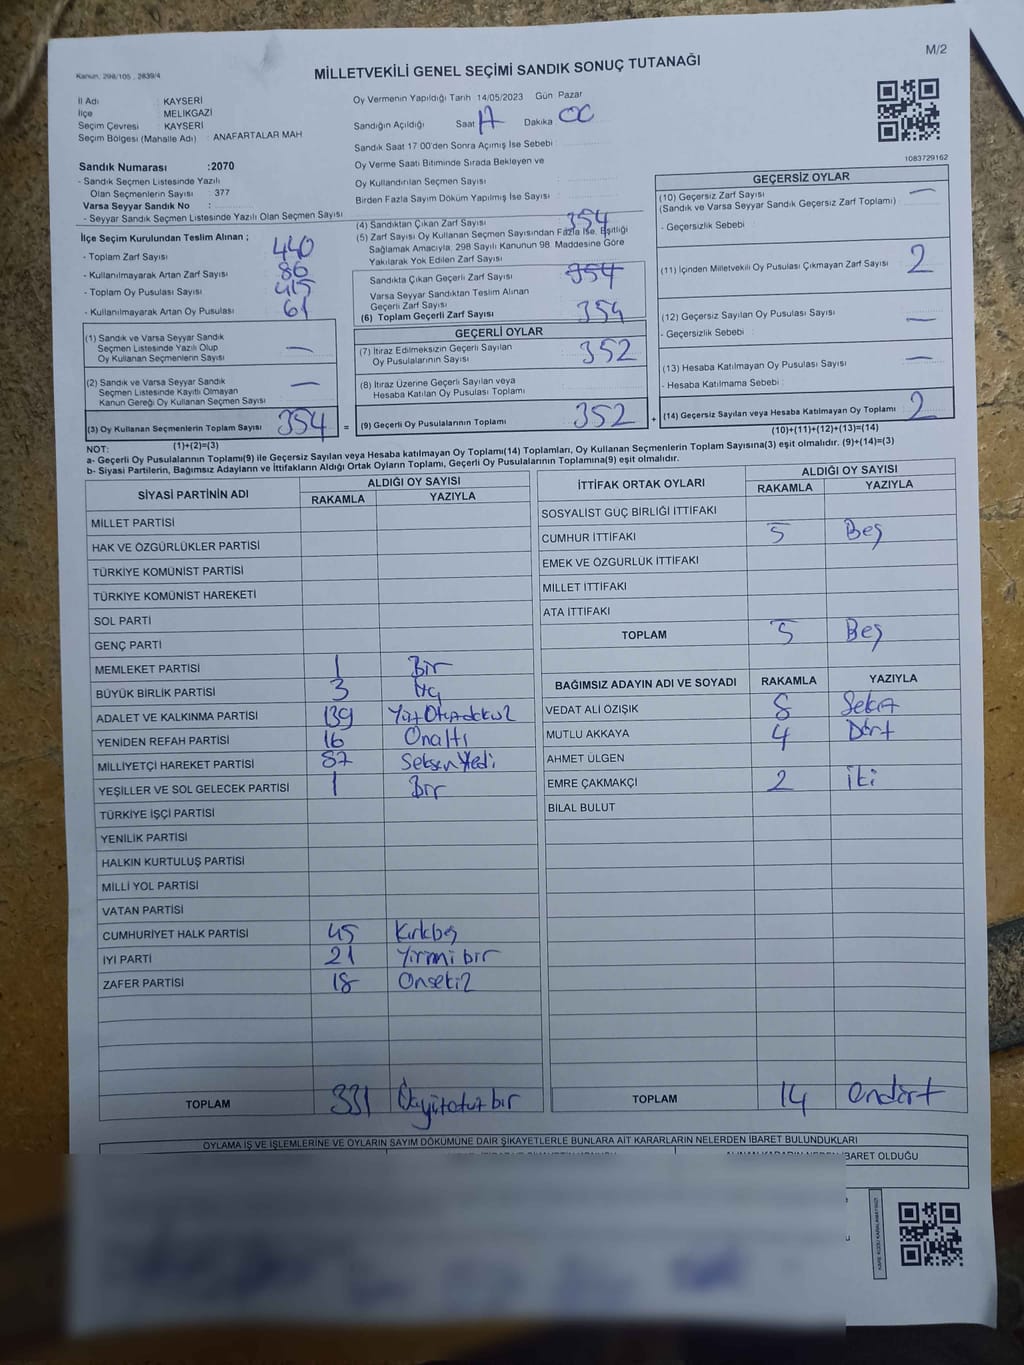 M/2
Kanun, 298/105 , 2839/4
MİLLETVEKİLİ GENEL SEÇİMİ SANDIK SONUÇ TUTANAĞI
İl Adı : KAYSERİ
İlçe : MELİKGAZİ
Seçim Çevresi : KAYSERİ
Seçim Bölgesi (Mahalle Adı) : ANAFARTALAR MAH
Sandık Numarası :2070
- Sandık Seçmen Listesinde Yazılı
Olan Seçmenlerin Sayısı : 377
Varsa Seyyar Sandık No :
- Seyyar Sandık Seçmen Listesinde Yazılı Olan Seçmen Sayısı
İlçe Seçim Kurulundan Teslim Alınan ;
- Toplam Zarf Sayısı 440
- Kullanılmayarak Artan Zarf Sayısı 86
- Toplam Oy Pusulası Sayısı 415
- Kullanılmayarak Artan Oy Pusulası 61
(1) Sandık ve Varsa Seyyar Sandık
Seçmen Listesinde Yazılı Olup
Oy Kullanan Seçmenlerin Sayısı —
(2) Sandık ve Varsa Seyyar Sandık
Seçmen Listesinde Kayıtlı Olmayan
Kanun Gereği Oy Kullanan Seçmen Sayısı —
(3) Oy Kullanan Seçmenlerin Toplam Sayısı 354 =
(1)+(2)=(3)
Oy Vermenin Yapıldığı Tarih 14/05/2023 Gün Pazar
Sandığın Açıldığı Saat Dakika
Sandık Saat 17:00'den Sonra Açımış İse Sebebi :
Oy Verme Saati Bitiminde Sırada Bekleyen ve
Oy Kullandırılan Seçmen Sayısı :
Birden Fazla Sayım Döküm Yapılmış İse Sayısı :
(4) Sandıktan Çıkan Zarf Sayısı 354
(5) Zarf Sayısı Oy Kullanan Seçmen Sayısından Fazla İse, Eşitliği
Sağlamak Amacıyla, 298 Sayılı Kanunun 98. Maddesine Göre
Yakılarak Yok Edilen Zarf Sayısı
Sandıkta Çıkan Geçerli Zarf Sayısı 354
Varsa Seyyar Sandıktan Teslim Alınan
Geçerli Zarf Sayısı
(6) Toplam Geçerli Zarf Sayısı 354
GEÇERLİ OYLAR
(7) İtiraz Edilmeksizin Geçerli Sayılan
Oy Pusulalarının Sayısı 352
(8) İtiraz Üzerine Geçerli Sayılan veya
Hesaba Katılan Oy Pusulası Toplamı
(9) Geçerli Oy Pusulalarının Toplamı 352 +
1083729162
GEÇERSİZ OYLAR
(10) Geçersiz Zarf Sayısı —
(Sandık ve Varsa Seyyar Sandık Geçersiz Zarf Toplamı)
- Geçersizlik Sebebi
(11) İçinden Milletvekili Oy Pusulası Çıkmayan Zarf Sayısı 2
(12) Geçersiz Sayılan Oy Pusulası Sayısı —
- Geçersizlik Sebebi
(13) Hesaba Katılmayan Oy Pusulası Sayısı —
- Hesaba Katılmama Sebebi :
(14) Geçersiz Sayılan veya Hesaba Katılmayan Oy Toplamı 2
(10)+(11)+(12)+(13)=(14)
NOT:
a- Geçerli Oy Pusulalarının Toplamı(9) ile Geçersiz Sayılan veya Hesaba katılmayan Oy Toplamı(14) Toplamları, Oy Kullanan Seçmenlerin Toplam Sayısına(3) eşit olmalıdır. (9)+(14)=(3)
b- Siyasi Partilerin, Bağımsız Adayların ve İttifakların Aldığı Ortak Oyların Toplamı, Geçerli Oy Pusulalarının Toplamına(9) eşit olmalıdır.
SİYASİ PARTİNİN ADI ALDIĞI OY SAYISI
RAKAMLA YAZIYLA
MİLLET PARTİSİ
HAK VE ÖZGÜRLÜKLER PARTİSİ
TÜRKİYE KOMÜNİST PARTİSİ
TÜRKİYE KOMÜNİST HAREKETİ
SOL PARTİ
GENÇ PARTİ
MEMLEKET PARTİSİ 1 Bir
BÜYÜK BİRLİK PARTİSİ 3 Üç
ADALET VE KALKINMA PARTİSİ 139 YüzOtuzdokuz
YENİDEN REFAH PARTİSİ 16 Onaltı
MİLLİYETÇİ HAREKET PARTİSİ 87 SeksenYedi
YEŞİLLER VE SOL GELECEK PARTİSİ 1 Bir
TÜRKİYE İŞÇİ PARTİSİ
YENİLİK PARTİSİ
HALKIN KURTULUŞ PARTİSİ
MİLLİ YOL PARTİSİ
VATAN PARTİSİ
CUMHURİYET HALK PARTİSİ 45 Kırkbeş
İYİ PARTİ 21 Yirmi bir
ZAFER PARTİSİ 18 Onsekiz
TOPLAM 331 Üçyüzotuz bir
İTTİFAK ORTAK OYLARI ALDIĞI OY SAYISI
RAKAMLA YAZIYLA
SOSYALİST GÜÇ BİRLİĞİ İTTİFAKI
CUMHUR İTTİFAKI 5 Beş
EMEK VE ÖZGÜRLÜK İTTİFAKI
MİLLET İTTİFAKI
ATA İTTİFAKI
TOPLAM 5 Beş
BAĞIMSIZ ADAYIN ADI VE SOYADI RAKAMLA YAZIYLA
VEDAT ALİ ÖZIŞIK 8 Sekiz
MUTLU AKKAYA 4 Dört
AHMET ÜLGEN
EMRE ÇAKMAKÇI 2 iki
BİLAL BULUT
TOPLAM 14 ondört
OYLAMA İŞ VE İŞLEMLERİNE VE OYLARIN SAYIM DÖKÜMÜNE DAİR ŞİKAYETLERLE BUNLARA AİT KARARLARIN NELERDEN İBARET BULUNDUKLARI
İBARET OLDUĞU